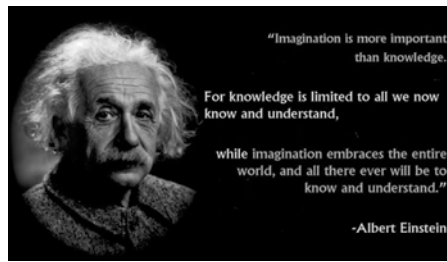 “Imagination is more important
than knowledge.
For knowledge is limited to all we now
know and understand,
while imagination embraces the entire
world, and all there ever will be to
know and understand.”
-Albert Einstein